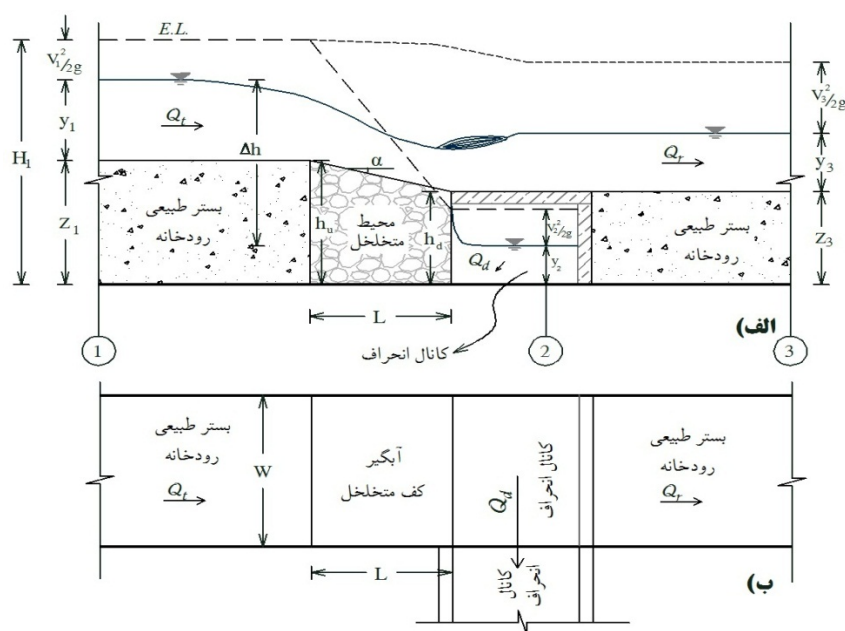 E.L.
V₁²/2g
y₁
H₁
Z₁
Q_t
Δh
α
V₃²/2g
y₃
Z₃
Q_r
بستر طبیعی
رودخانه
محیط
متخلخل
h_u
h_d
V₂²/2g
y₂
Q_d
بستر طبیعی
رودخانه
L
الف)
1
2
3
کانال انحراف
بستر طبیعی
رودخانه
Q_t
W
آبگیر
کف متخلخل
Q_d
کانال انحراف
بستر طبیعی
رودخانه
Q_r
L
کانال
انحراف
ب)